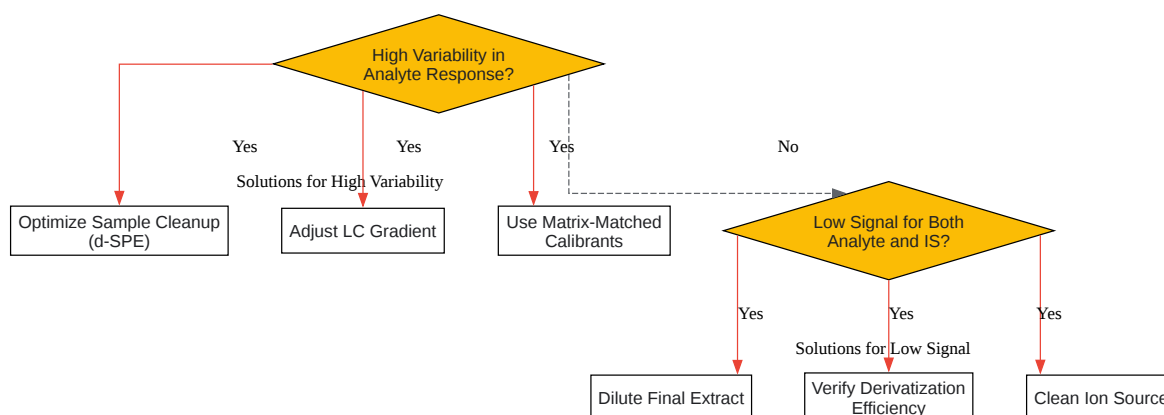 High Variability in
Analyte Response?
Yes
Yes
Yes
No
Solutions for High Variability
Optimize Sample Cleanup
(d-SPE)
Adjust LC Gradient
Use Matrix-Matched
Calibrants
Low Signal for Both
Analyte and IS?
Yes
Yes
Yes
Solutions for Low Signal
Dilute Final Extract
Verify Derivatization
Efficiency
Clean Ion Source